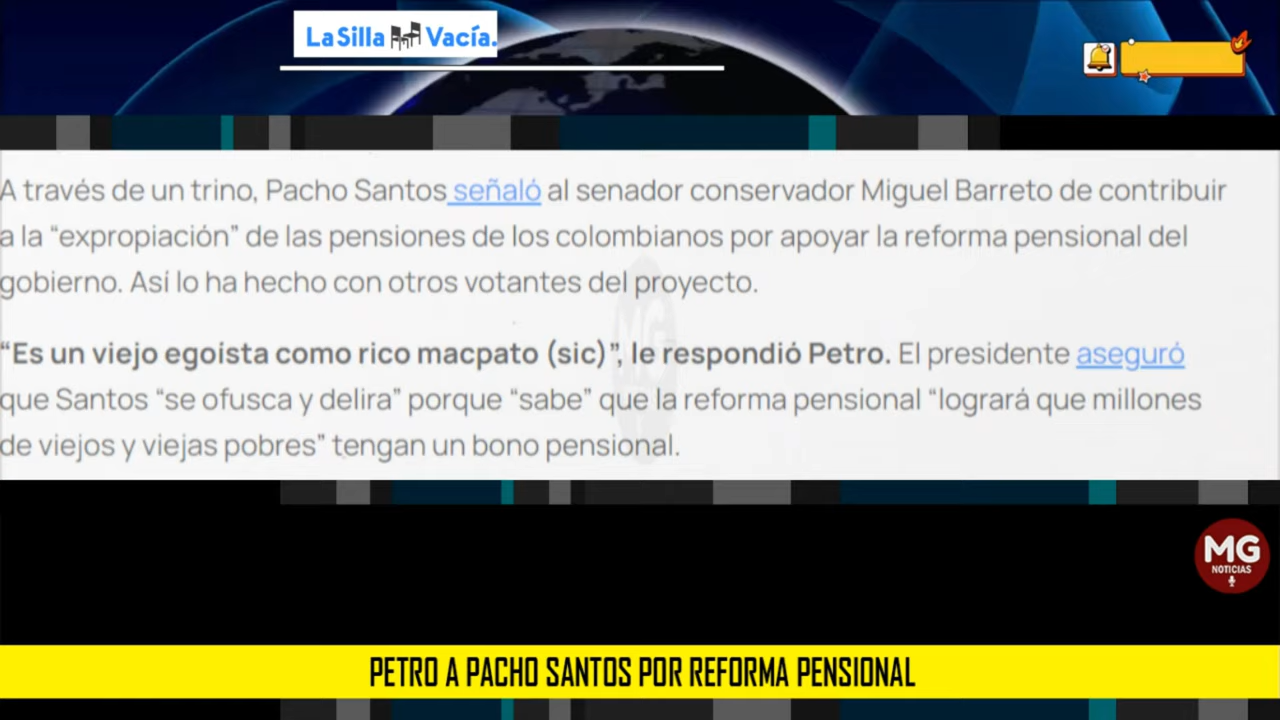 La Silla Vacía.
A través de un trino, Pacho Santos señaló al senador conservador Miguel Barreto de contribuir
a la “expropiación” de las pensiones de los colombianos por apoyar la reforma pensional del
gobierno. Así lo ha hecho con otros votantes del proyecto.
“Es un viejo egoísta como rico macpato (sic)”, le respondió Petro. El presidente aseguró
que Santos “se ofusca y delira” porque “sabe” que la reforma pensional “logrará que millones
de viejos y viejas pobres” tengan un bono pensional.
MG
MG
NOTICIAS
PETRO A PACHO SANTOS POR REFORMA PENSIONAL